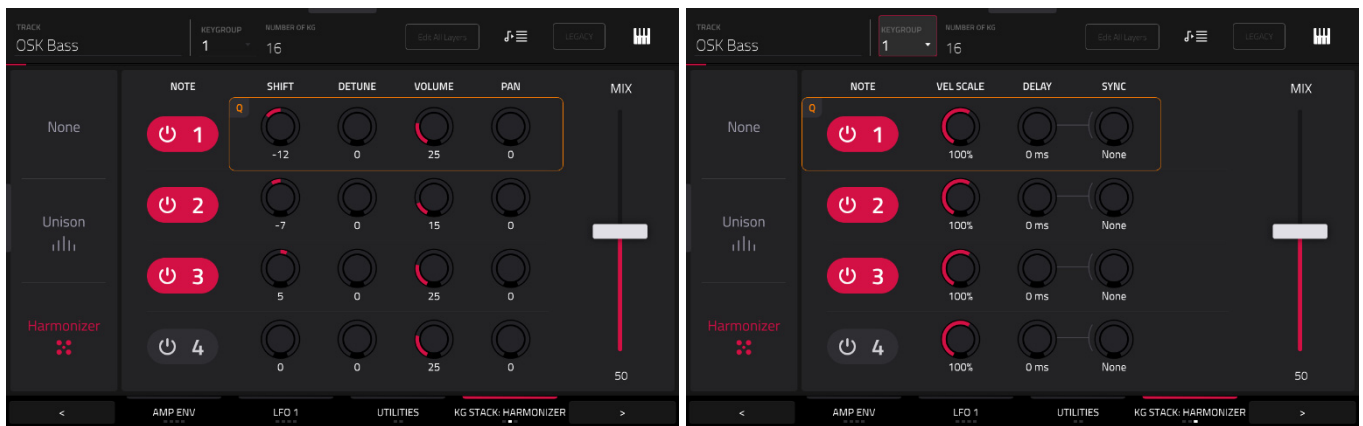 TRACK
OSK Bass
KEYGROUP
1
NUMBER OF KG
16
Edit All Layers
LEGACY
None
Unison
Harmonizer
NOTE SHIFT DETUNE VOLUME PAN MIX
Q
1
-12 0 25 0
2
-7 0 15 0
3
5 0 25 0
4
0 0 25 0
50
< AMP ENV LFO 1 UTILITIES KG STACK: HARMONIZER >
TRACK
OSK Bass
KEYGROUP
1
NUMBER OF KG
16
Edit All Layers
LEGACY
None
Unison
Harmonizer
NOTE VEL SCALE DELAY SYNC MIX
Q
1
100% 0 ms None
2
100% 0 ms None
3
100% 0 ms None
4
100% 0 ms None
50
< AMP ENV LFO 1 UTILITIES KG STACK: HARMONIZER >